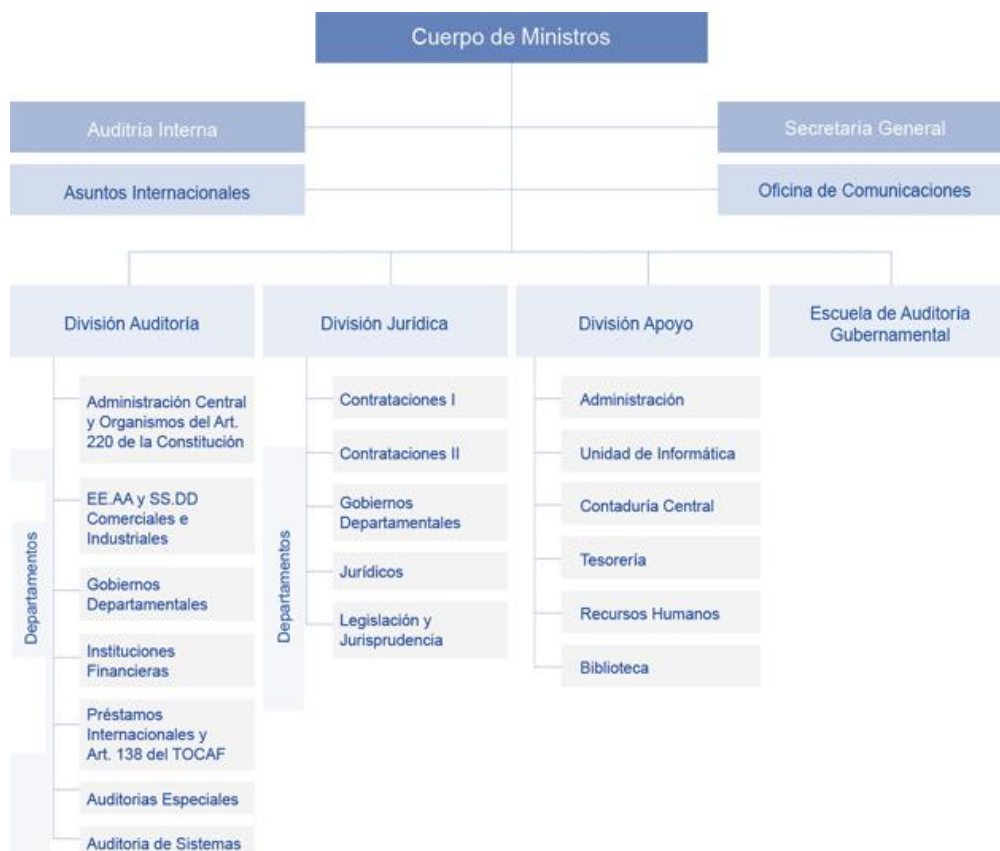 Cuerpo de Ministros
Auditría Interna
Secretaría General
Asuntos Internacionales
Oficina de Comunicaciones
División Auditoría
División Jurídica
División Apoyo
Escuela de Auditoría
Gubernamental
Departamentos
Administración Central
y Organismos del Art.
220 de la Constitución
EE.AA y SS.DD
Comerciales e
Industriales
Gobiernos
Departamentales
Instituciones
Financieras
Préstamos
Internacionales y
Art. 138 del TOCAF
Auditorias Especiales
Auditoria de Sistemas
Departamentos
Contrataciones I
Contrataciones II
Gobiernos
Departamentales
Jurídicos
Legislación y
Jurisprudencia
Administración
Unidad de Informática
Contaduría Central
Tesorería
Recursos Humanos
Biblioteca